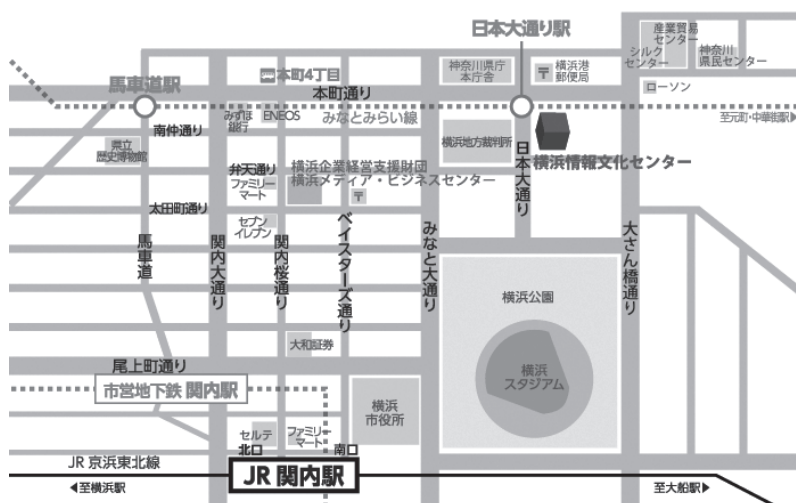 日本大通り駅
産業貿易
センター
シルク
センター
神奈川
県民センター
馬車道駅
本町4丁目
神奈川県庁
本庁舎
〒
横浜港
郵便局
ローソン
本町通り
みずほ
銀行
ENEOS
みなとみらい線
至元町・中華街駅▶
南仲通り
県立
歴史博物館
横浜地方裁判所
日本大通り
横浜情報文化センター
弁天通り
ファミリー
マート
横浜企業経営支援財団
横浜メディア・ビジネスセンター
〒
太田町通り
セブン
イレブン
馬車道
関内大通り
関内桜通り
ベイスターズ通り
みなと大通り
大さん橋通り
横浜公園
大和証券
尾上町通り
横浜
スタジアム
市営地下鉄 関内駅
横浜
市役所
セルテ
ファミリー
マート
北口
南口
JR 京浜東北線
JR 関内駅
◀至横浜駅
至大船駅▶